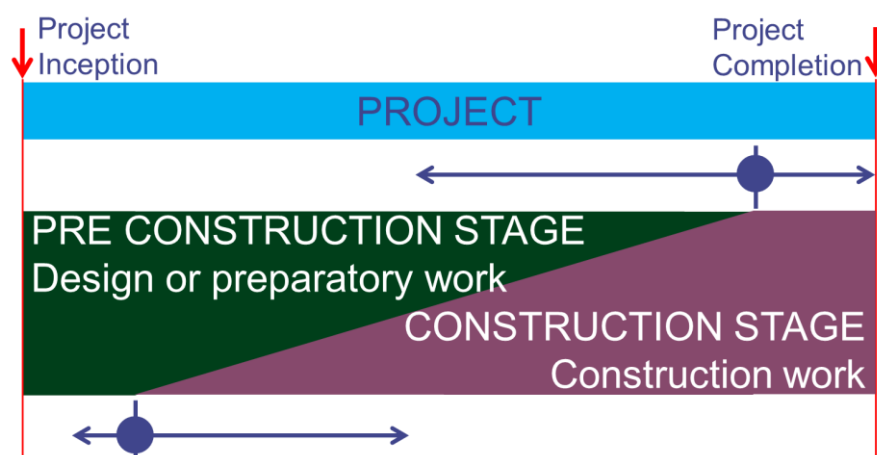 Project
Inception
Project
Completion
PROJECT
PRE CONSTRUCTION STAGE
Design or preparatory work
CONSTRUCTION STAGE
Construction work